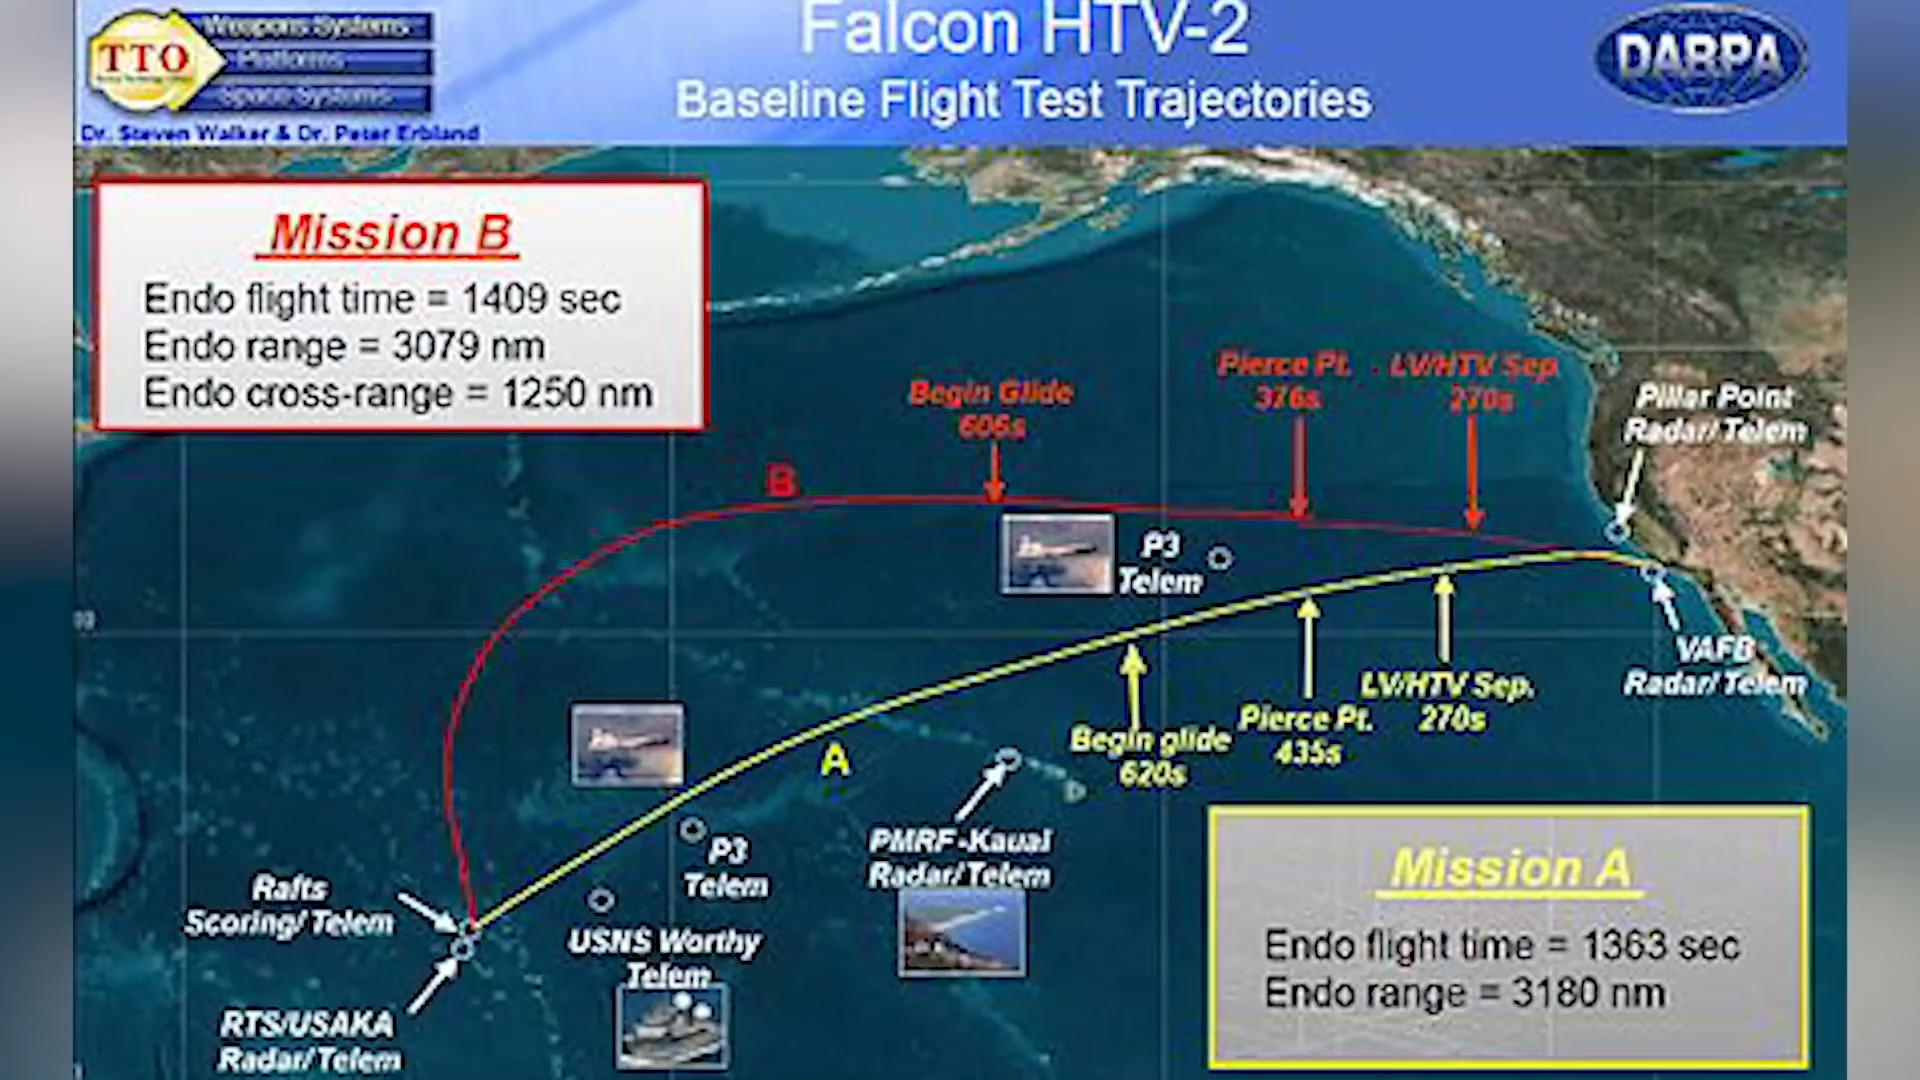 Falcon HTV-2
Baseline Flight Test Trajectories
TTO
Weapons Systems
Platforms
Space Systems
Dr. Steven Walker & Dr. Peter Erbland
DARPA
Mission B
Endo flight time = 1409 sec
Endo range = 3079 nm
Endo cross-range = 1250 nm
Begin Glide
606s
Pierce Pt.
376s
LV/HTV Sep.
270s
Pillar Point
Radar/Telem
B
P3
Telem
VAFB
Radar/Telem
LV/HTV Sep.
270s
Pierce Pt.
435s
Begin glide
620s
A
PMRF-Kauai
Radar/Telem
P3
Telem
Rafts
Scoring/Telem
USNS Worthy
Telem
RTS/USAKA
Radar/Telem
Mission A
Endo flight time = 1363 sec
Endo range = 3180 nm